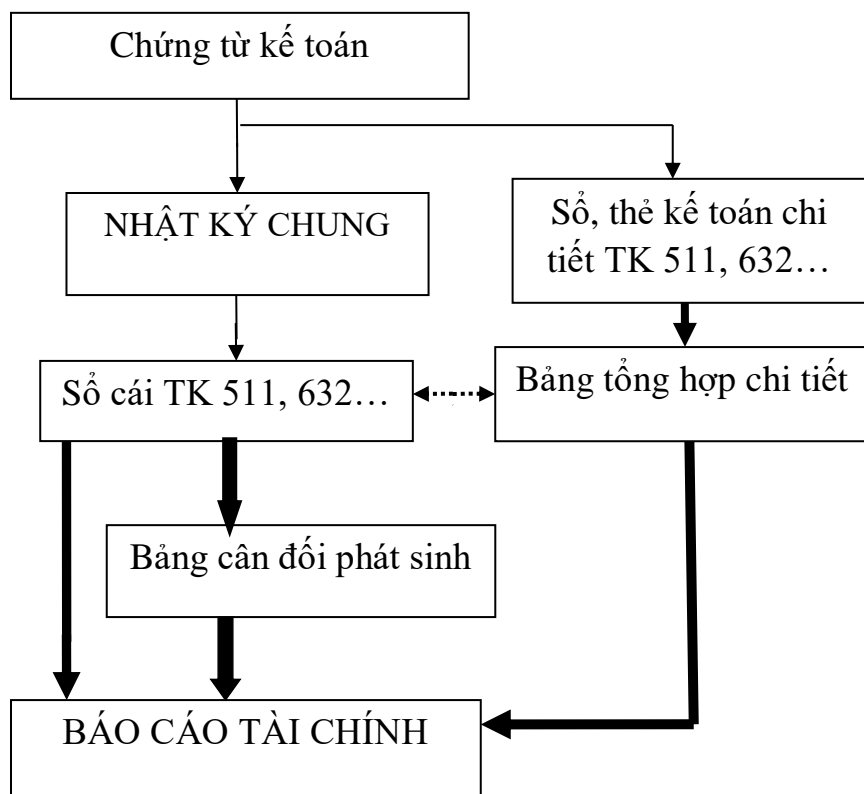 Chứng từ kế toán
NHẬT KÝ CHUNG
Sổ, thẻ kế toán chi
tiết TK 511, 632…
Sổ cái TK 511, 632…
Bảng tổng hợp chi tiết
Bảng cân đối phát sinh
BÁO CÁO TÀI CHÍNH